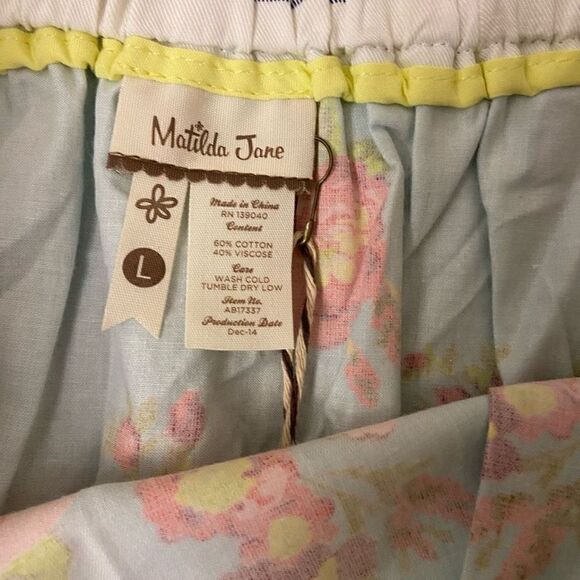 Matilda Jane
L
Made in China
RN 139040
Content
60% COTTON
40% VISCOSE
Care
WASH COLD
TUMBLE DRY LOW
Item No.
AB17337
Production Date
Dec-14